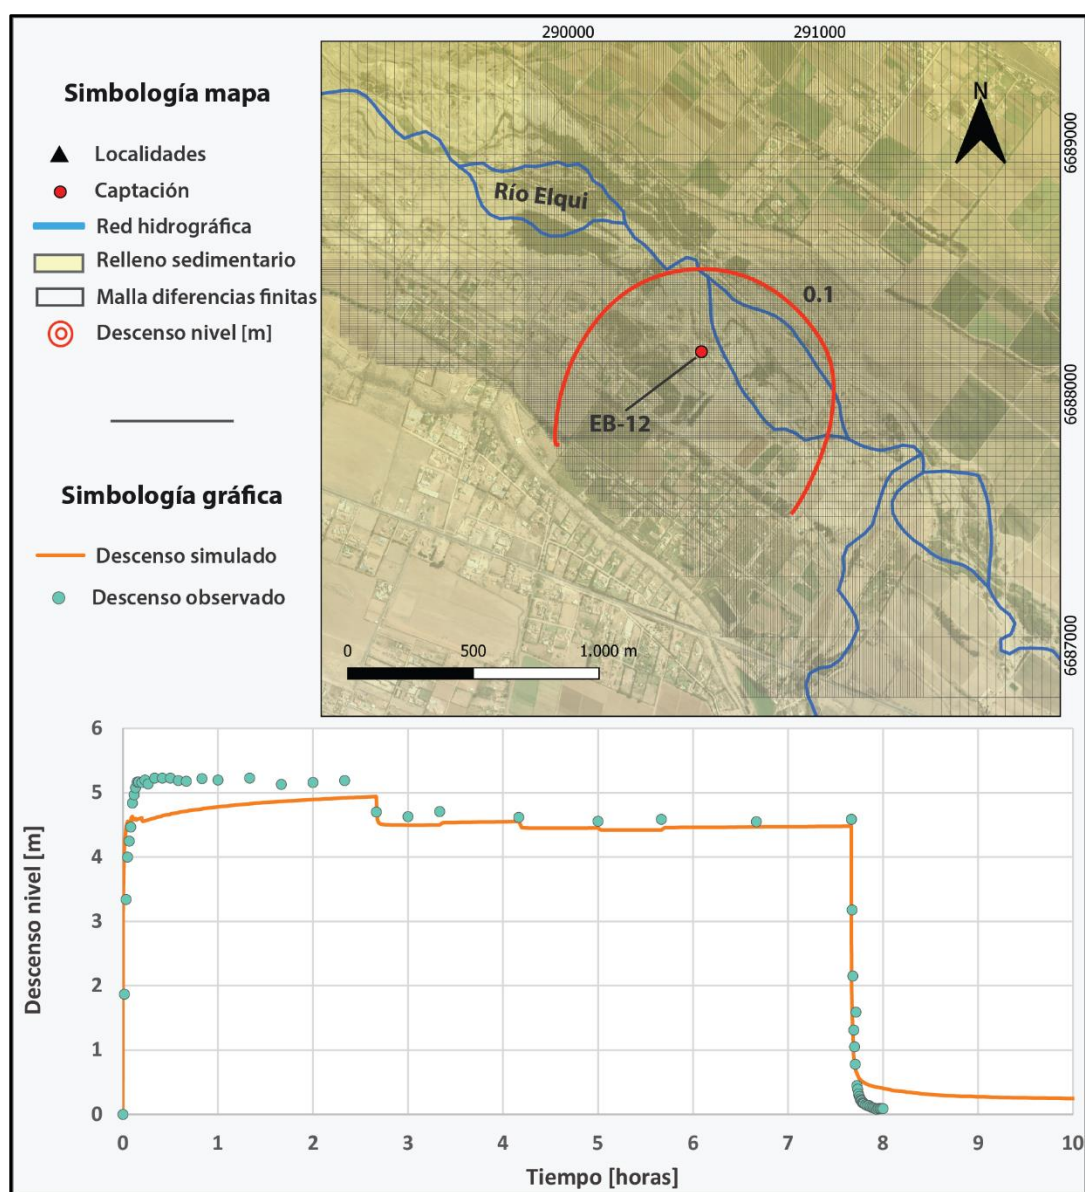 Simbología mapa
Localidades
Captación
Red hidrográfica
Relleno sedimentario
Malla diferencias finitas
Descenso nivel [m]
Simbología gráfica
Descenso simulado
Descenso observado
290000
291000
N
6689000
6688000
6687000
Río Elqui
0.1
EB-12
0
500
1.000 m
Descenso nivel [m]
6
5
4
3
2
1
0
0
1
2
3
4
5
6
7
8
9
10
Tiempo [horas]